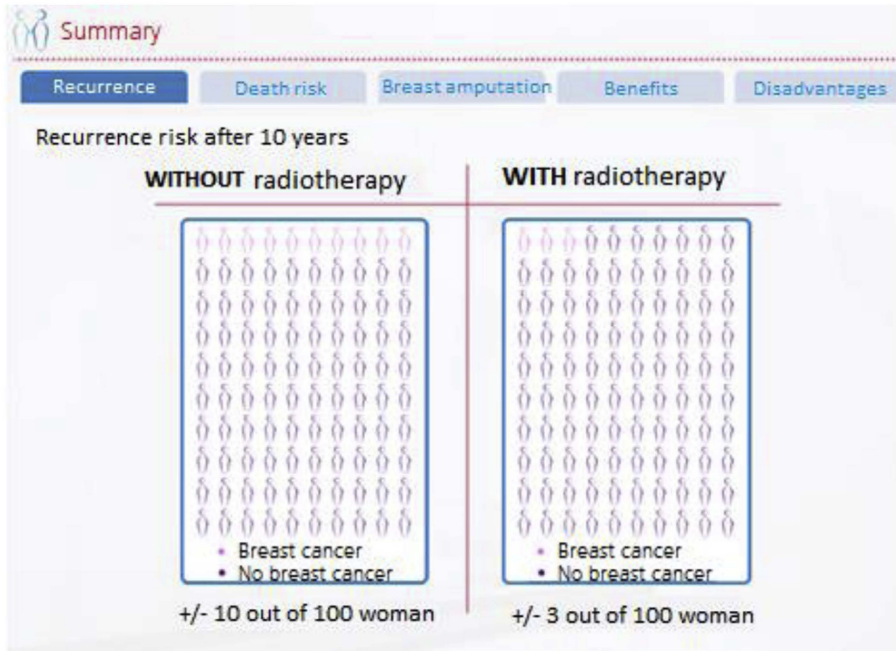 Summary
Recurrence
Death risk
Breast amputation
Benefits
Disadvantages
Recurrence risk after 10 years
WITHOUT radiotherapy
WITH radiotherapy
• Breast cancer
• No breast cancer
• Breast cancer
• No breast cancer
+/- 10 out of 100 woman
+/- 3 out of 100 woman